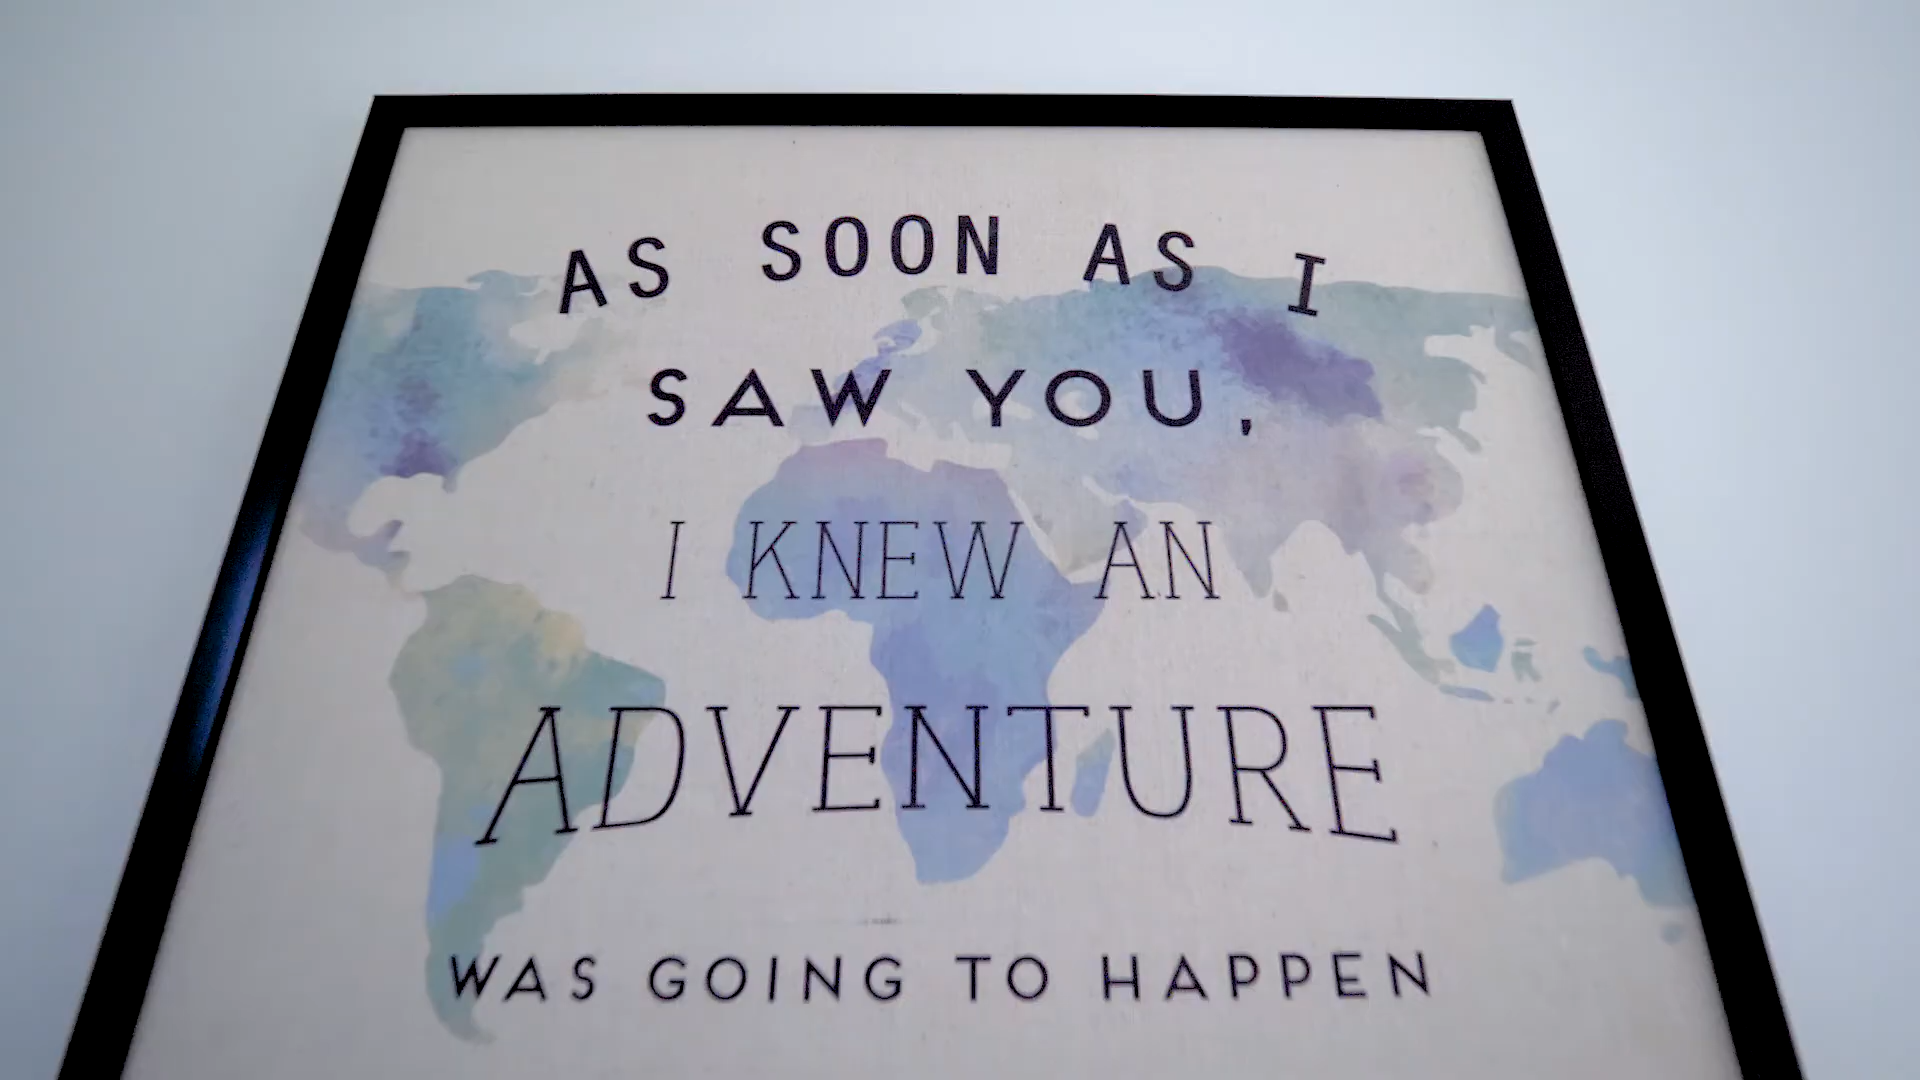 AS SOON AS I
SAW YOU,
I KNEW AN
ADVENTURE
WAS GOING TO HAPPEN